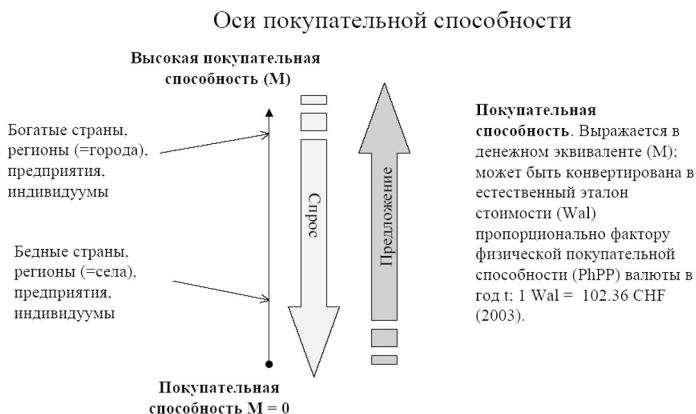 Оси покупательной способности
Высокая покупательная
способность (М)
Богатые страны,
регионы (=города),
предприятия,
индивидуумы
Бедные страны,
регионы (=села),
предприятия,
индивидуумы
Спрос
Предложение
Покупательная
способность М = 0
Покупательная
способность. Выражается в
денежном эквиваленте (М);
может быть конвертирована в
естественный эталон
стоимости (Wal)
пропорционально фактору
физической покупательной
способности (PhPP) валюты в
год t; 1 Wal = 102.36 CHF
(2003).